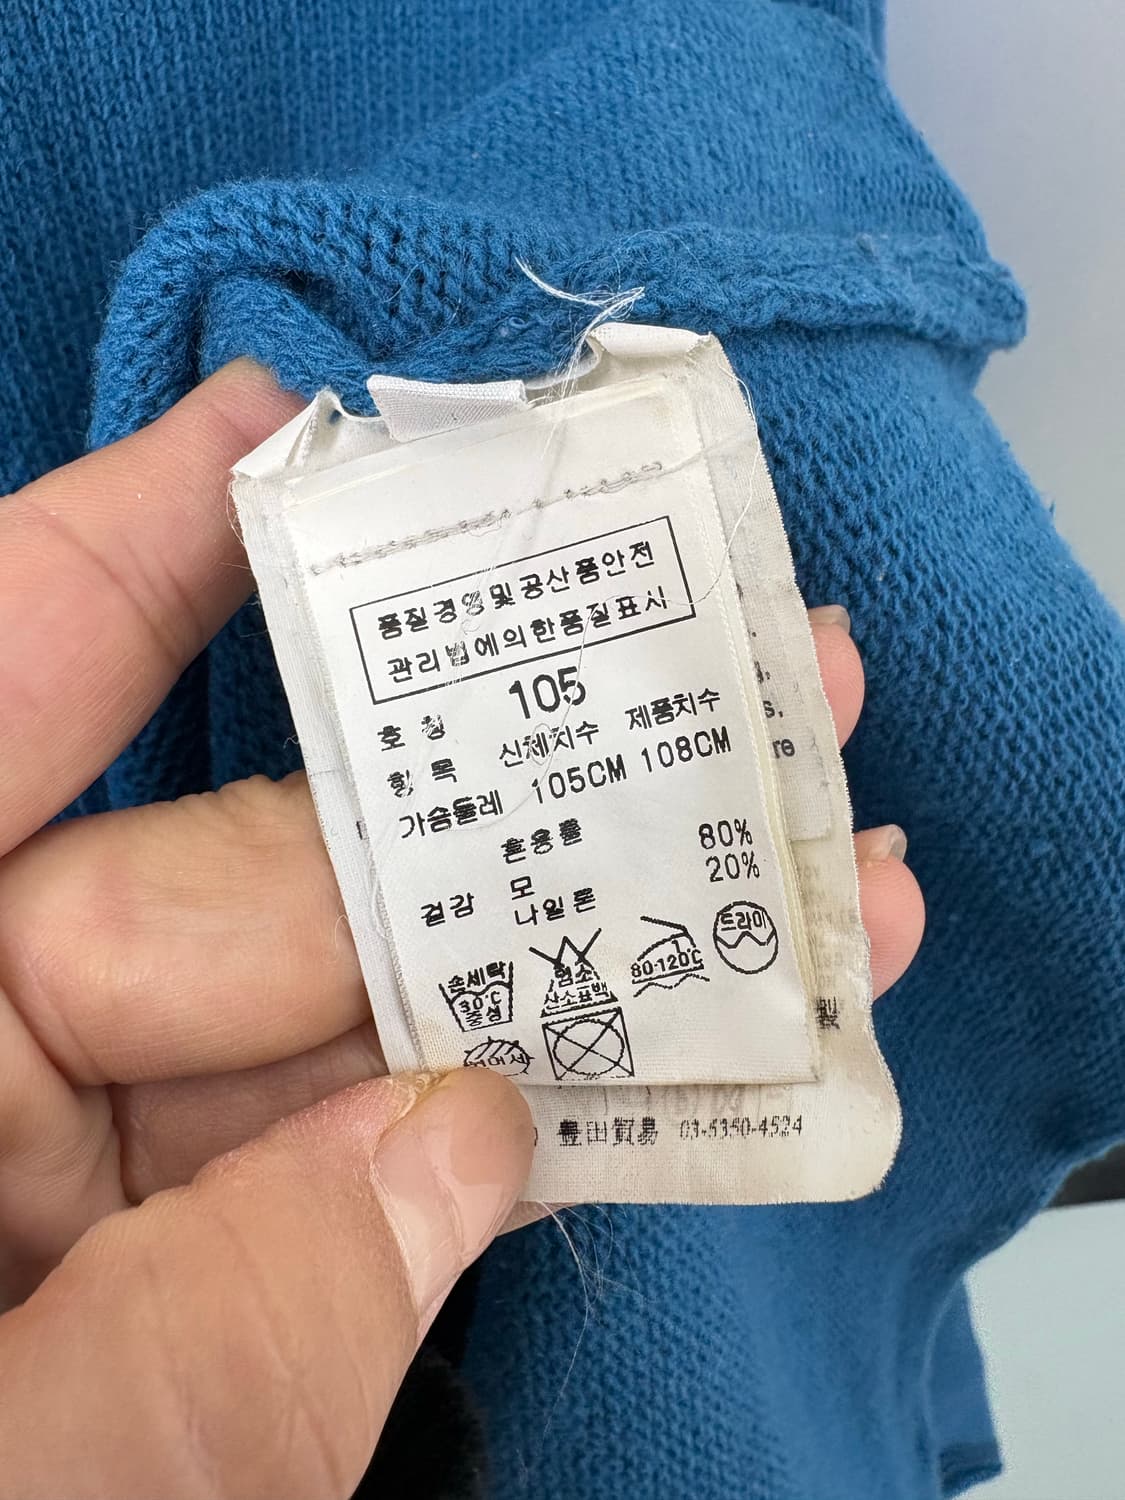 품질경영및공산품안전
관리법에의한품질표시
호 칭 105
항 목 신체치수 제품치수
가슴둘레 105CM 108CM
혼용률
겉감 모 80%
나일론 20%
손세탁
30℃
중성
염소
산소표백
80-120℃
드라이
s.
re
豊田貿易 03-5350-4524